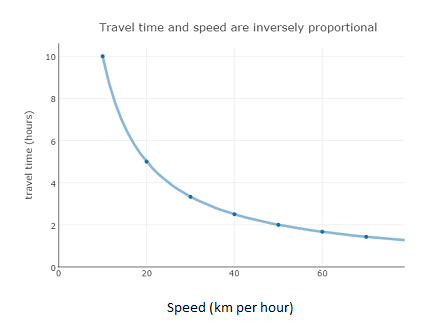 Travel time and speed are inversely proportional
travel time (hours)
10
8
6
4
2
0
0 20 40 60
Speed (km per hour)